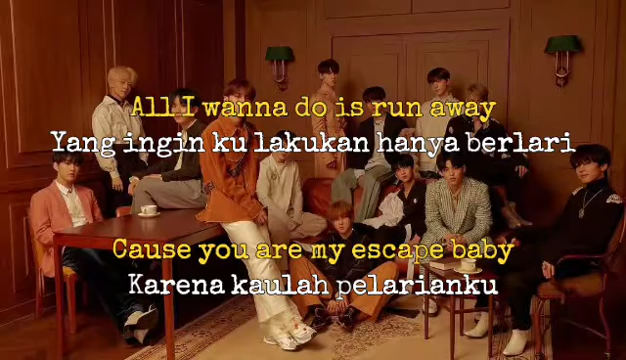 All I wanna do is run away
Yang ingin ku lakukan hanya berlari
Cause you are my escape baby
Karena kaulah pelarianku